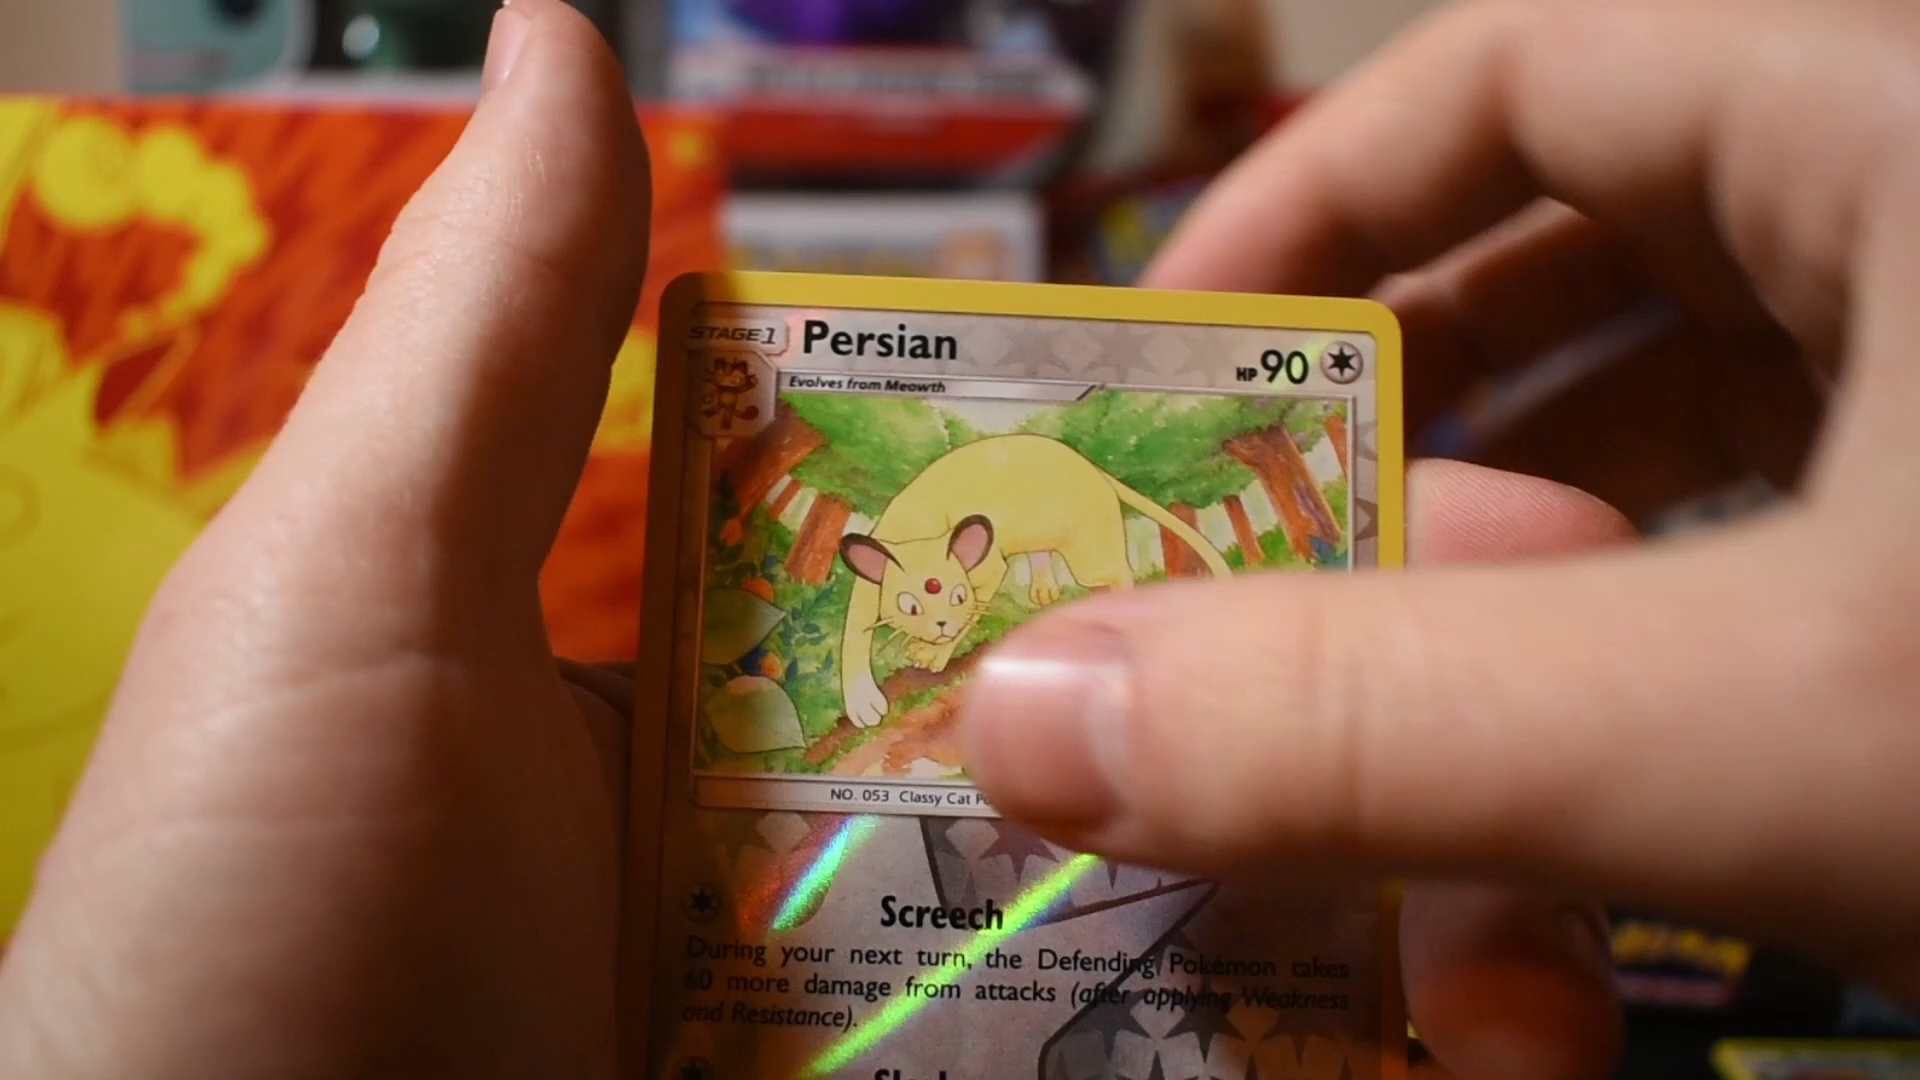 STAGE 1 Persian HP 90
Evolves from Meowth
NO. 053 Classy Cat
Screech
During your next turn, the Defending Pokémon takes
60 more damage from attacks (after applying Weakness
and Resistance).